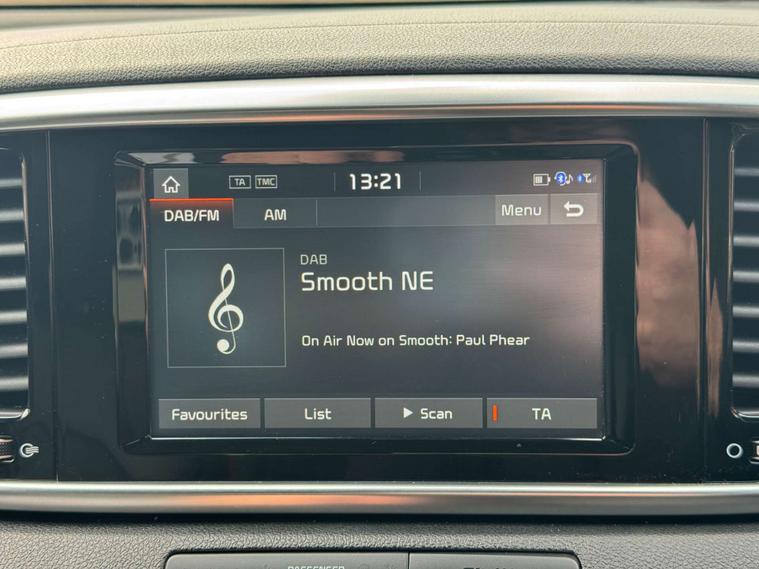 TA TMC 13:21
DAB/FM AM Menu
DAB
Smooth NE
On Air Now on Smooth: Paul Phear
Favourites List Scan TA
PASSENGER